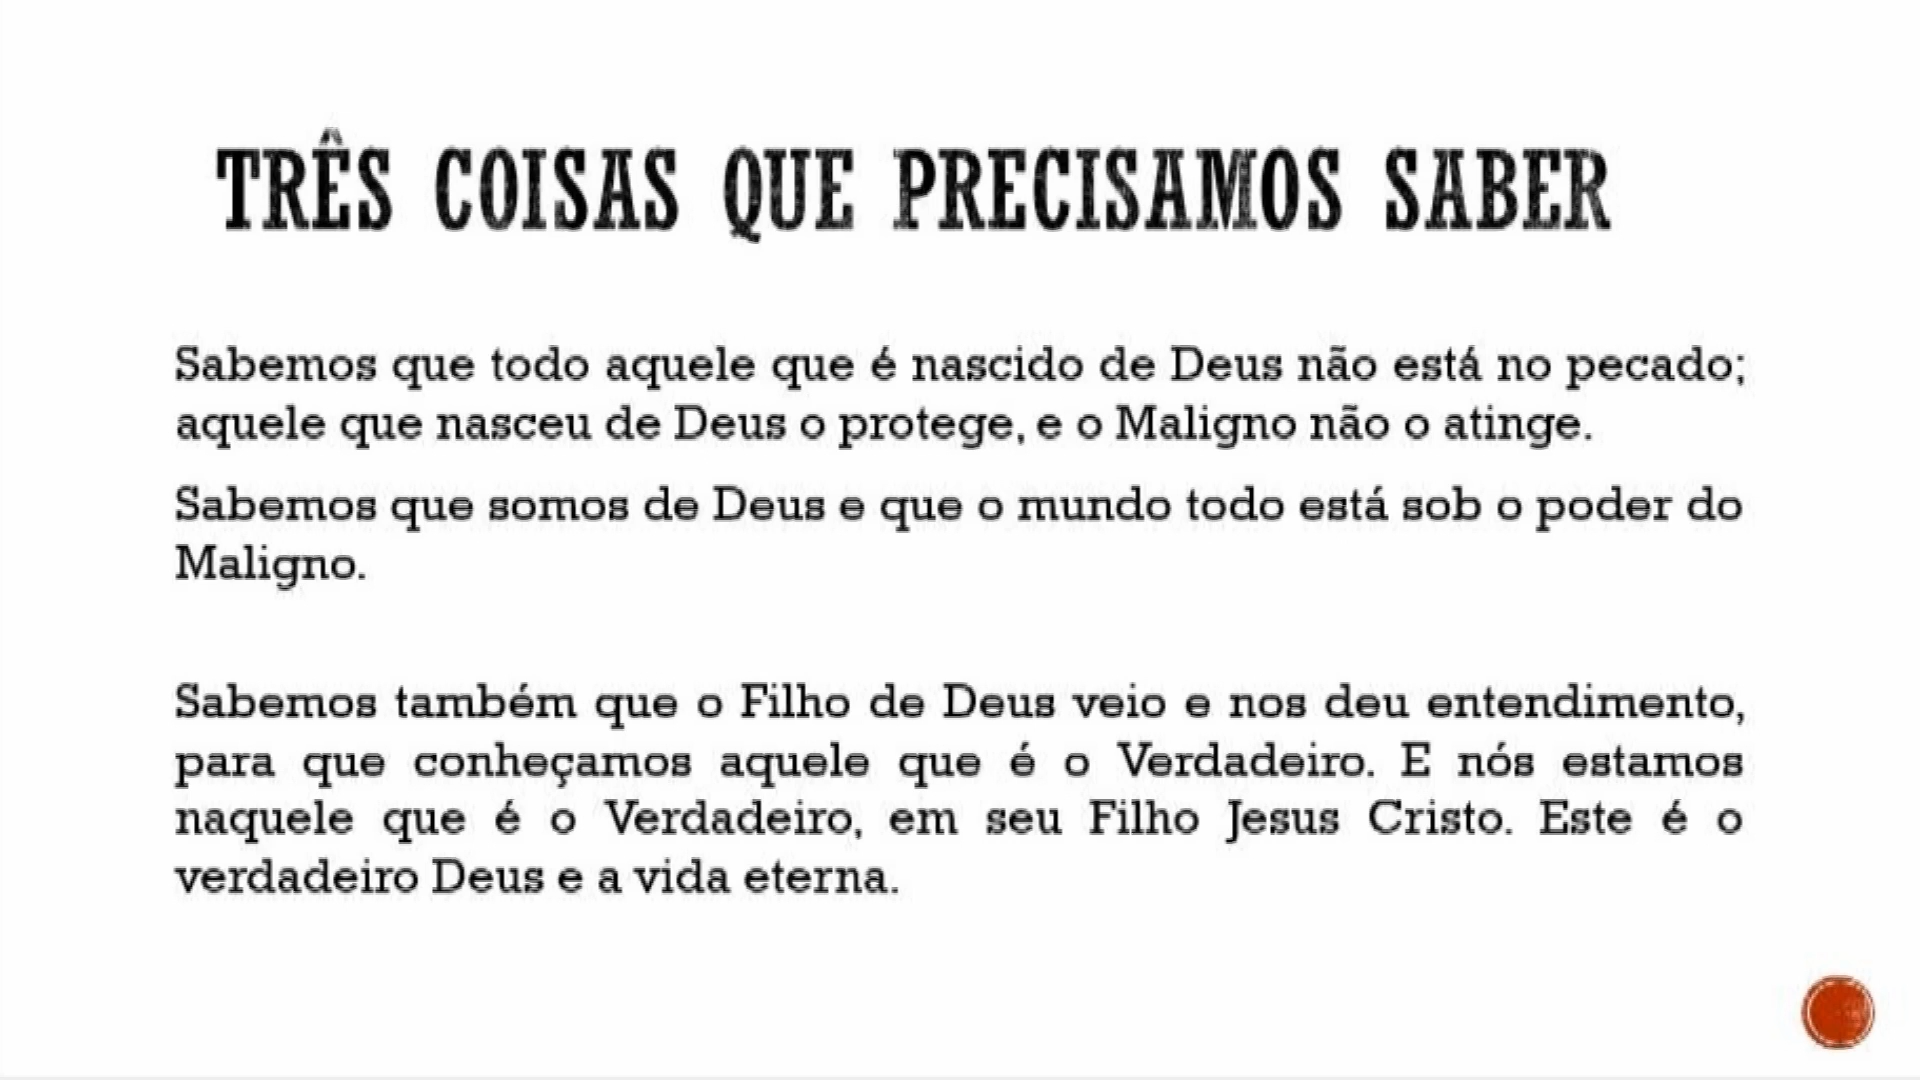 TRÊS COISAS QUE PRECISAMOS SABER
Sabemos que todo aquele que é nascido de Deus não está no pecado;
aquele que nasceu de Deus o protege, e o Maligno não o atinge.
Sabemos que somos de Deus e que o mundo todo está sob o poder do
Maligno.
Sabemos também que o Filho de Deus veio e nos deu entendimento,
para que conheçamos aquele que é o Verdadeiro. E nós estamos
naquele que é o Verdadeiro, em seu Filho Jesus Cristo. Este é o
verdadeiro Deus e a vida eterna.